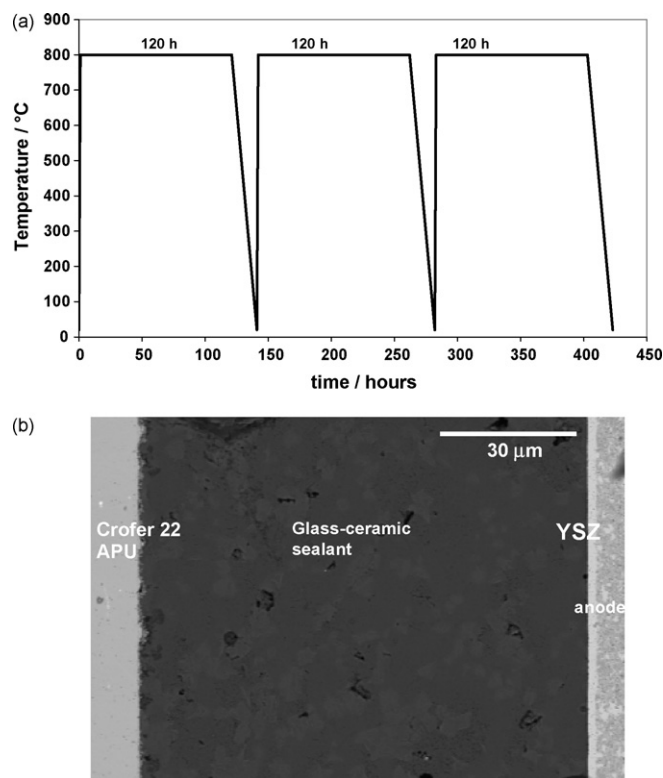 (a)
900
800
700
600
500
400
300
200
100
0
Temperature / °C
120 h 120 h 120 h
0 50 100 150 200 250 300 350 400 450
time / hours
(b)
30 µm
Crofer 22
APU
Glass-ceramic
sealant
YSZ
anode